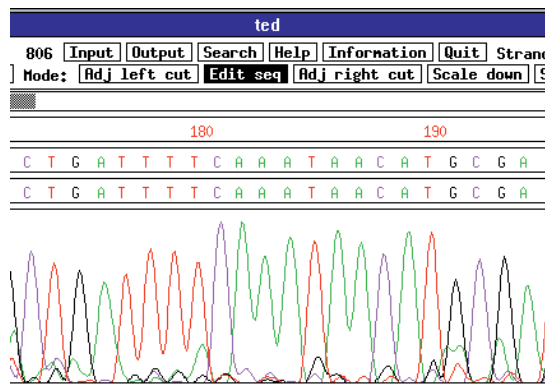 ted
806 Input Output Search Help Information Quit Strand
Mode: Adj left cut Edit seq Adj right cut Scale down S
180 190
C T G A T T T T C A A A T A A C A T G C G A
C T G A T T T T C A A A T A A C A T G C G A